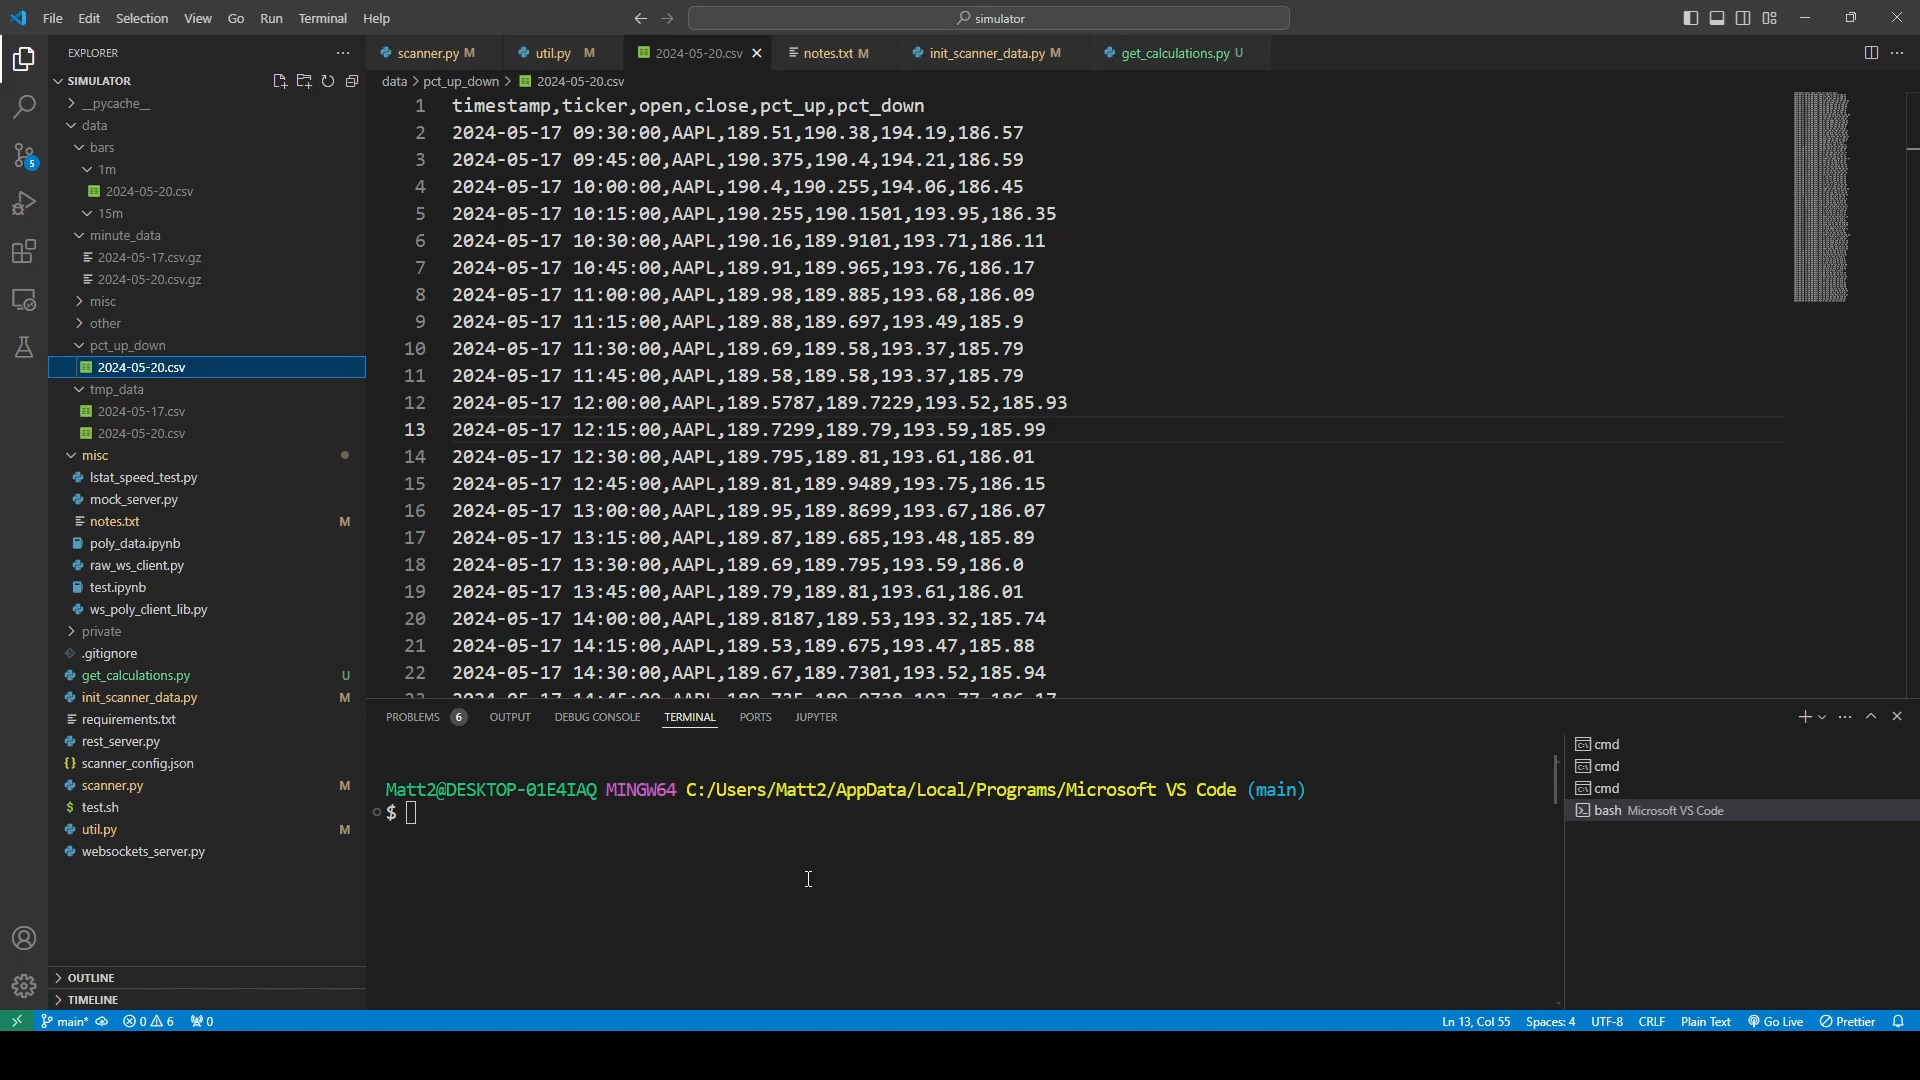 File Edit Selection View Go Run Terminal Help
simulator
EXPLORER
SIMULATOR
__pycache__
data
bars
1m
2024-05-20.csv
15m
minute_data
2024-05-17.csv.gz
2024-05-20.csv.gz
misc
other
pct_up_down
2024-05-20.csv
tmp_data
2024-05-17.csv
2024-05-20.csv
misc
lstat_speed_test.py
mock_server.py
notes.txt M
poly_data.ipynb
raw_ws_client.py
test.ipynb
ws_poly_client_lib.py
private
.gitignore
get_calculations.py U
init_scanner_data.py M
requirements.txt
rest_server.py
scanner_config.json
scanner.py M
test.sh
util.py M
websockets_server.py
OUTLINE
TIMELINE
5
scanner.py M util.py M 2024-05-20.csv notes.txt M init_scanner_data.py M get_calculations.py U
data > pct_up_down > 2024-05-20.csv
1 timestamp,ticker,open,close,pct_up,pct_down
2 2024-05-17 09:30:00,AAPL,189.51,190.38,194.19,186.57
3 2024-05-17 09:45:00,AAPL,190.375,190.4,194.21,186.59
4 2024-05-17 10:00:00,AAPL,190.4,190.255,194.06,186.45
5 2024-05-17 10:15:00,AAPL,190.255,190.1501,193.95,186.35
6 2024-05-17 10:30:00,AAPL,190.16,189.9101,193.71,186.11
7 2024-05-17 10:45:00,AAPL,189.91,189.965,193.76,186.17
8 2024-05-17 11:00:00,AAPL,189.98,189.885,193.68,186.09
9 2024-05-17 11:15:00,AAPL,189.88,189.697,193.49,185.9
10 2024-05-17 11:30:00,AAPL,189.69,189.58,193.37,185.79
11 2024-05-17 11:45:00,AAPL,189.58,189.58,193.37,185.79
12 2024-05-17 12:00:00,AAPL,189.5787,189.7229,193.52,185.93
13 2024-05-17 12:15:00,AAPL,189.7299,189.79,193.59,185.99
14 2024-05-17 12:30:00,AAPL,189.795,189.81,193.61,186.01
15 2024-05-17 12:45:00,AAPL,189.81,189.9489,193.75,186.15
16 2024-05-17 13:00:00,AAPL,189.95,189.8699,193.67,186.07
17 2024-05-17 13:15:00,AAPL,189.87,189.685,193.48,185.89
18 2024-05-17 13:30:00,AAPL,189.69,189.795,193.59,186.0
19 2024-05-17 13:45:00,AAPL,189.79,189.81,193.61,186.01
20 2024-05-17 14:00:00,AAPL,189.8187,189.53,193.32,185.74
21 2024-05-17 14:15:00,AAPL,189.53,189.675,193.47,185.88
22 2024-05-17 14:30:00,AAPL,189.67,189.7301,193.52,185.94
23 2024-05-17 14:45:00,AAPL,189.735,189.9738,193.77,186.17
PROBLEMS 6 OUTPUT DEBUG CONSOLE TERMINAL PORTS JUPYTER
Matt2@DESKTOP-01E4IAQ MINGW64 C:/Users/Matt2/AppData/Local/Programs/Microsoft VS Code (main)
$
cmd
cmd
cmd
bash Microsoft VS Code
main* 0 6 0 Ln 13, Col 55 Spaces: 4 UTF-8 CRLF Plain Text Go Live Prettier